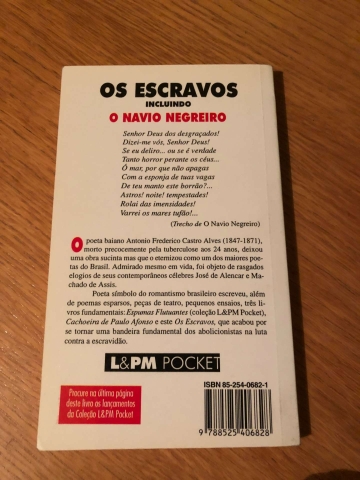 OS ESCRAVOS
INCLUINDO
O NAVIO NEGREIRO
Senhor Deus dos desgraçados!
Dizei-me vós, Senhor Deus!
Se eu deliro... ou se é verdade
Tanto horror perante os céus...
Ó mar, por que não apagas
Com a esponja de tuas vagas
De teu manto este borrão?...
Astros! noite! tempestades!
Rolai das imensidades!
Varrei os mares tufão!...
(Trecho de O Navio Negreiro)
O poeta baiano Antonio Frederico Castro Alves (1847-1871),
morto precocemente pela tuberculose aos 24 anos, deixou
uma obra sucinta mas que o eternizou como um dos maiores poe-
tas do Brasil. Admirado mesmo em vida, foi objeto de rasgados
elogios de seus contemporâneos célebres José de Alencar e Ma-
chado de Assis.
Poeta símbolo do romantismo brasileiro escreveu, além
de poemas esparsos, peças de teatro, pequenos ensaios, três li-
vros fundamentais: Espumas Flutuantes (coleção L&PM Pocket),
Cachoeira de Paulo Afonso e este Os Escravos, que acabou por
se tornar uma bandeira fundamental dos abolicionistas na luta
contra a escravidão.
L&PM POCKET
Procure na última página
deste livro os lançamentos
da Coleção L&PM Pocket
ISBN 85-254-0682-1
9 788525 406828